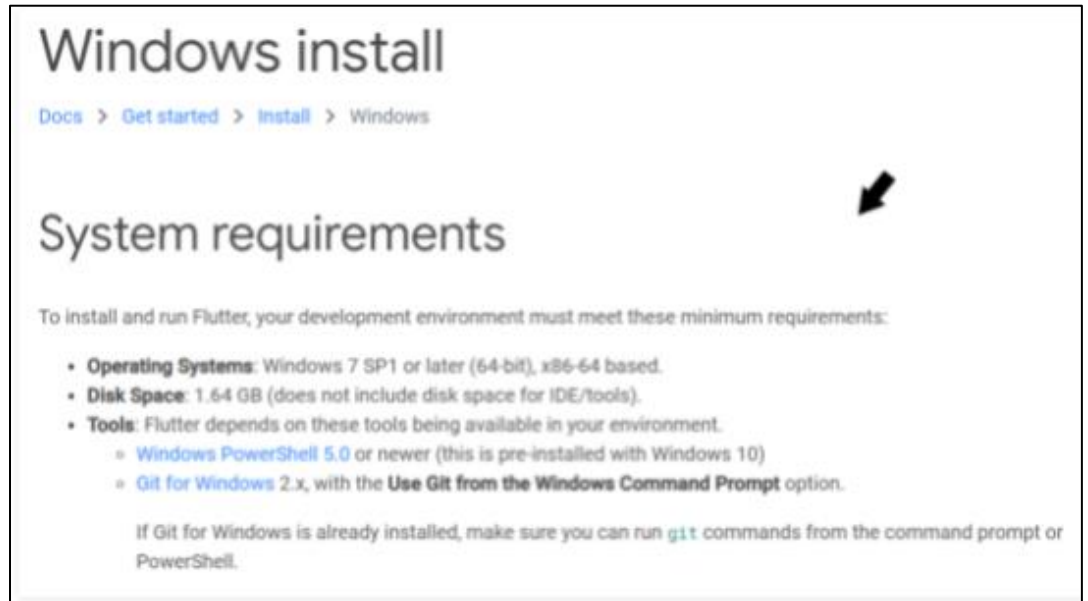 Windows install
Docs > Get started > Install > Windows
System requirements
To install and run Flutter, your development environment must meet these minimum requirements:
• Operating Systems: Windows 7 SP1 or later (64-bit), x86-64 based.
• Disk Space: 1.64 GB (does not include disk space for IDE/tools).
• Tools: Flutter depends on these tools being available in your environment.
◦ Windows PowerShell 5.0 or newer (this is pre-installed with Windows 10)
◦ Git for Windows 2.x, with the Use Git from the Windows Command Prompt option.
If Git for Windows is already installed, make sure you can run git commands from the command prompt or
PowerShell.